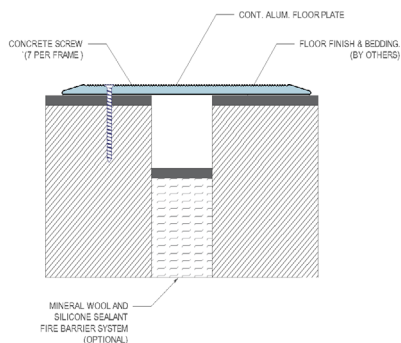 CONT. ALUM. FLOOR PLATE
CONCRETE SCREW
(7 PER FRAME )
FLOOR FINISH & BEDDING.
(BY OTHERS)
MINERAL WOOL AND
SILICONE SEALANT
FIRE BARRIER SYSTEM
(OPTIONAL)